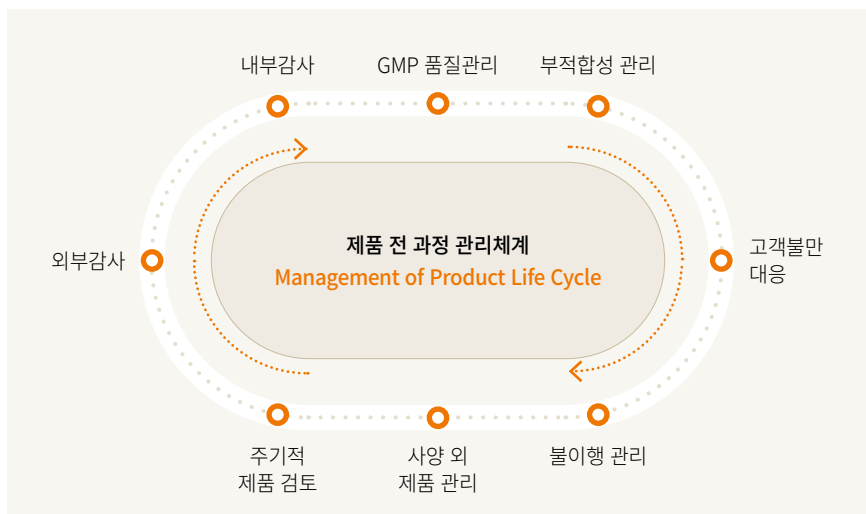 내부감사
GMP 품질관리
부적합성 관리
외부감사
제품 전 과정 관리체계
Management of Product Life Cycle
고객불만
대응
주기적
제품 검토
사양 외
제품 관리
불이행 관리